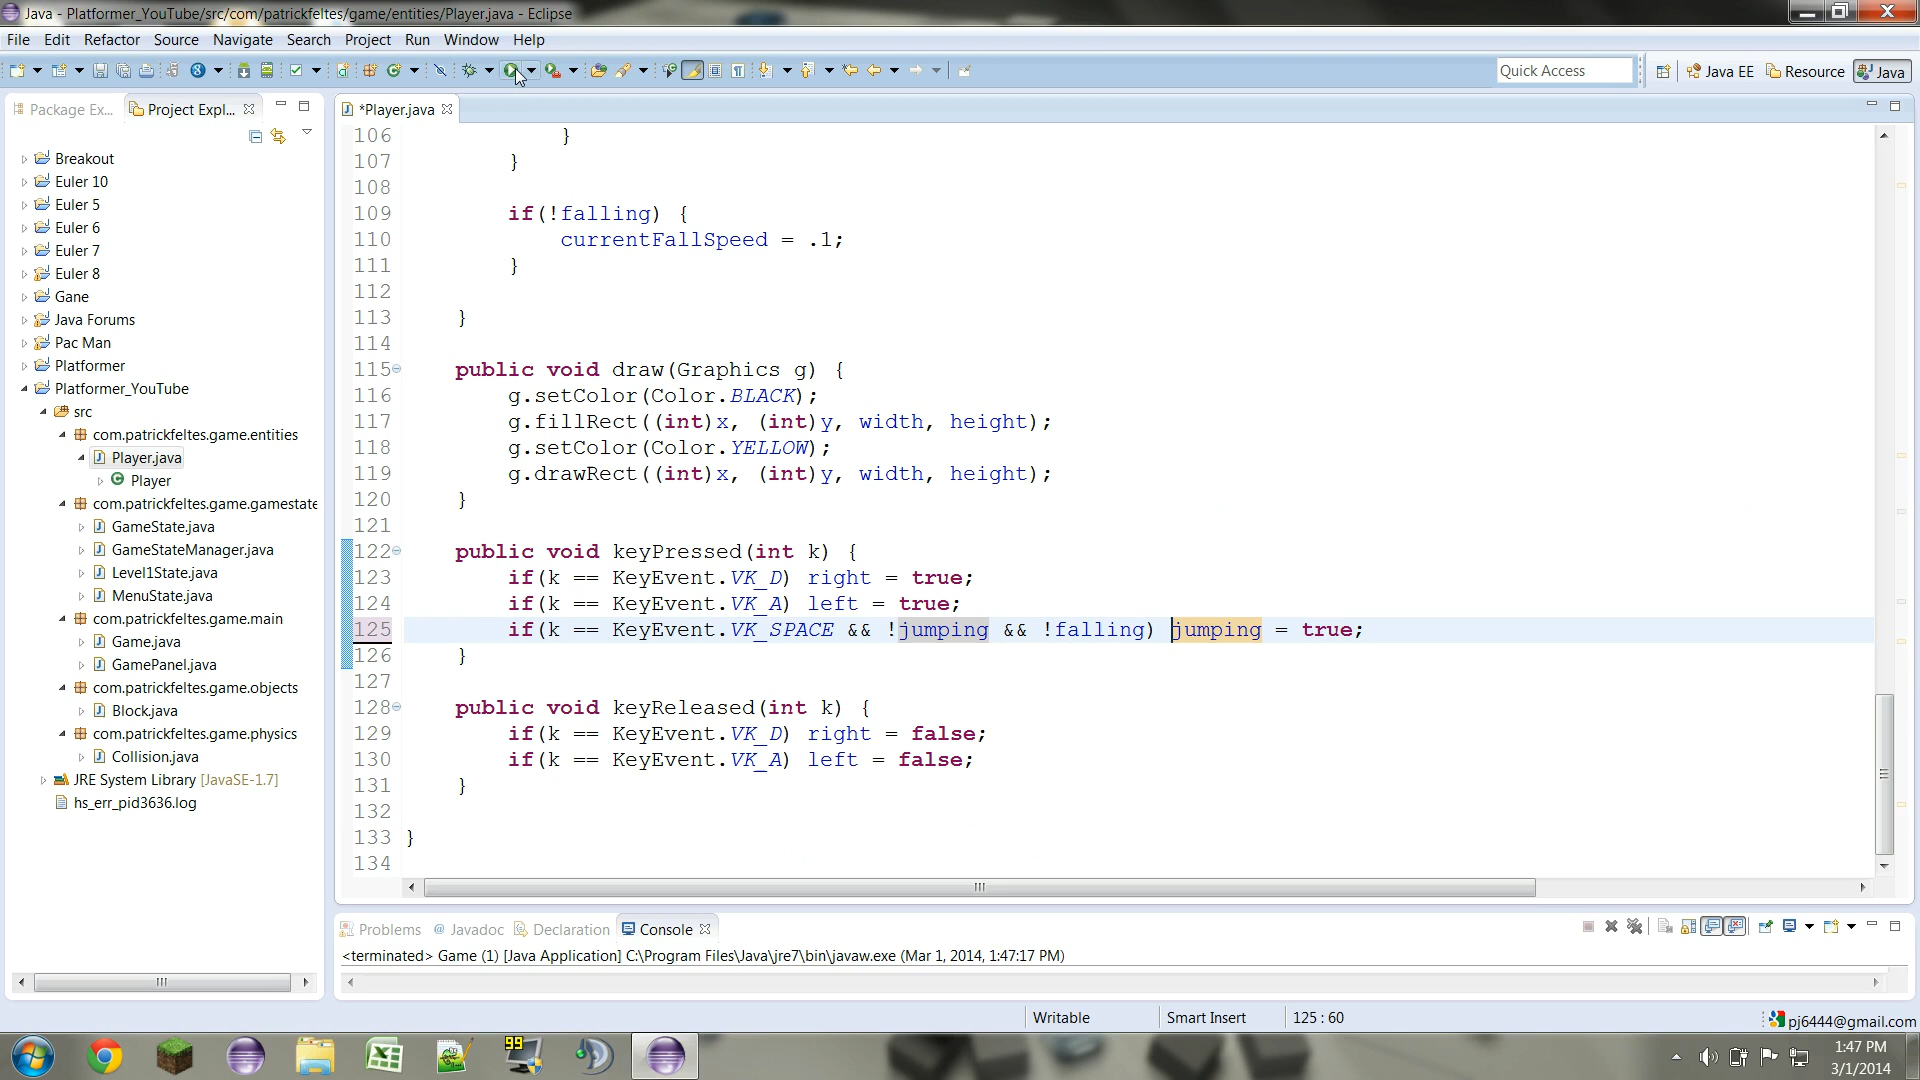 Java - Platformer_YouTube/src/com/patrickfeltes/game/entities/Player.java - Eclipse
File Edit Refactor Source Navigate Search Project Run Window Help
Quick Access
Java EE
Resource
Java
Package Ex...
Project Expl...
*Player.java
Breakout
Euler 10
Euler 5
Euler 6
Euler 7
Euler 8
Gane
Java Forums
Pac Man
Platformer
Platformer_YouTube
src
com.patrickfeltes.game.entities
Player.java
Player
com.patrickfeltes.game.gamestate
GameState.java
GameStateManager.java
Level1State.java
MenuState.java
com.patrickfeltes.game.main
Game.java
GamePanel.java
com.patrickfeltes.game.objects
Block.java
com.patrickfeltes.game.physics
Collision.java
JRE System Library [JavaSE-1.7]
hs_err_pid3636.log
106 }
107 }
108
109 if(!falling) {
110 currentFallSpeed = .1;
111 }
112
113 }
114
115 public void draw(Graphics g) {
116 g.setColor(Color.BLACK);
117 g.fillRect((int)x, (int)y, width, height);
118 g.setColor(Color.YELLOW);
119 g.drawRect((int)x, (int)y, width, height);
120 }
121
122 public void keyPressed(int k) {
123 if(k == KeyEvent.VK_D) right = true;
124 if(k == KeyEvent.VK_A) left = true;
125 if(k == KeyEvent.VK_SPACE && !jumping && !falling) jumping = true;
126 }
127
128 public void keyReleased(int k) {
129 if(k == KeyEvent.VK_D) right = false;
130 if(k == KeyEvent.VK_A) left = false;
131 }
132
133 }
134
Problems @ Javadoc Declaration Console
<terminated> Game (1) [Java Application] C:\Program Files\Java\jre7\bin\javaw.exe (Mar 1, 2014, 1:47:17 PM)
Writable
Smart Insert
125 : 60
pj6444@gmail.com
99
1:47 PM
3/1/2014